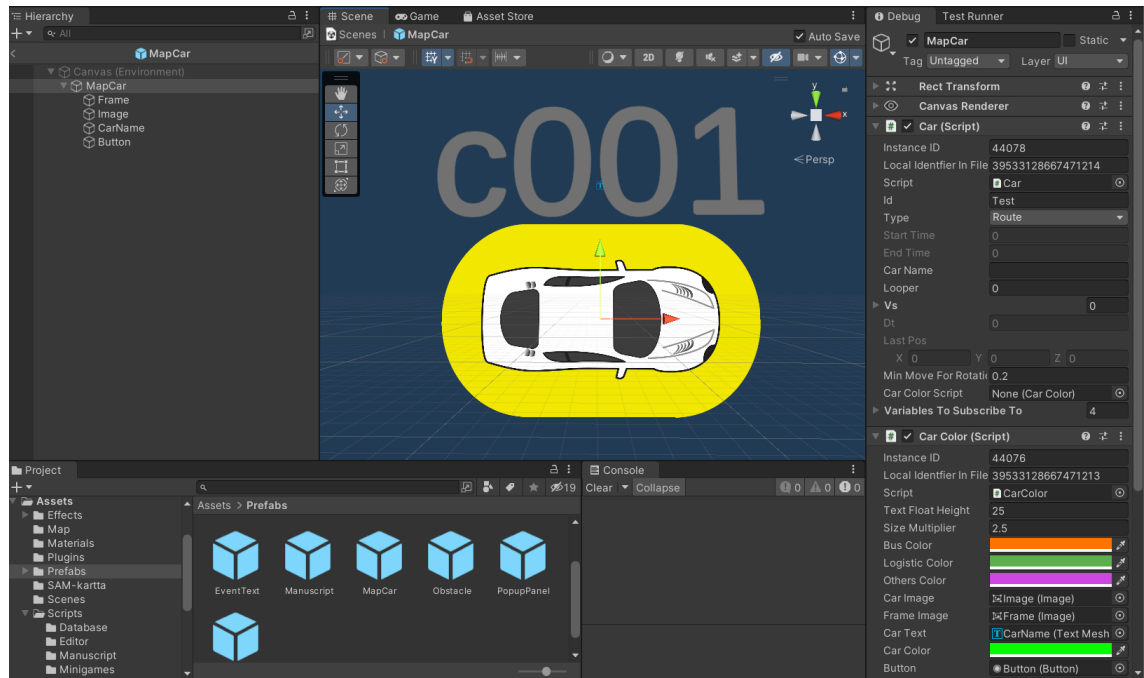 Hierarchy
All
MapCar
Canvas (Environment)
MapCar
Frame
Image
CarName
Button
Scene
Game
Asset Store
Scenes
MapCar
Auto Save
2D
y
x
Persp
c001
Debug
Test Runner
MapCar
Static
Tag Untagged
Layer UI
Rect Transform
Canvas Renderer
Car (Script)
Instance ID 44078
Local Identfier In File 39533128667471214
Script Car
Id Test
Type Route
Start Time 0
End Time 0
Car Name
Looper 0
Vs 0
Dt 0
Last Pos
X 0 Y 0 Z 0
Min Move For Rotati 0.2
Car Color Script None (Car Color)
Variables To Subscribe To 4
Car Color (Script)
Instance ID 44076
Local Identfier In File 39533128667471213
Script CarColor
Text Float Height 25
Size Multiplier 2.5
Bus Color
Logistic Color
Others Color
Car Image Image (Image)
Frame Image Frame (Image)
Car Text CarName (Text Mesh
Car Color
Button Button (Button)
Project
19
Assets
Effects
Map
Materials
Plugins
Prefabs
SAM-kartta
Scenes
Scripts
Database
Editor
Manuscript
Minigames
Assets > Prefabs
EventText
Manuscript
MapCar
Obstacle
PopupPanel
Console
Clear
Collapse
0 0 0